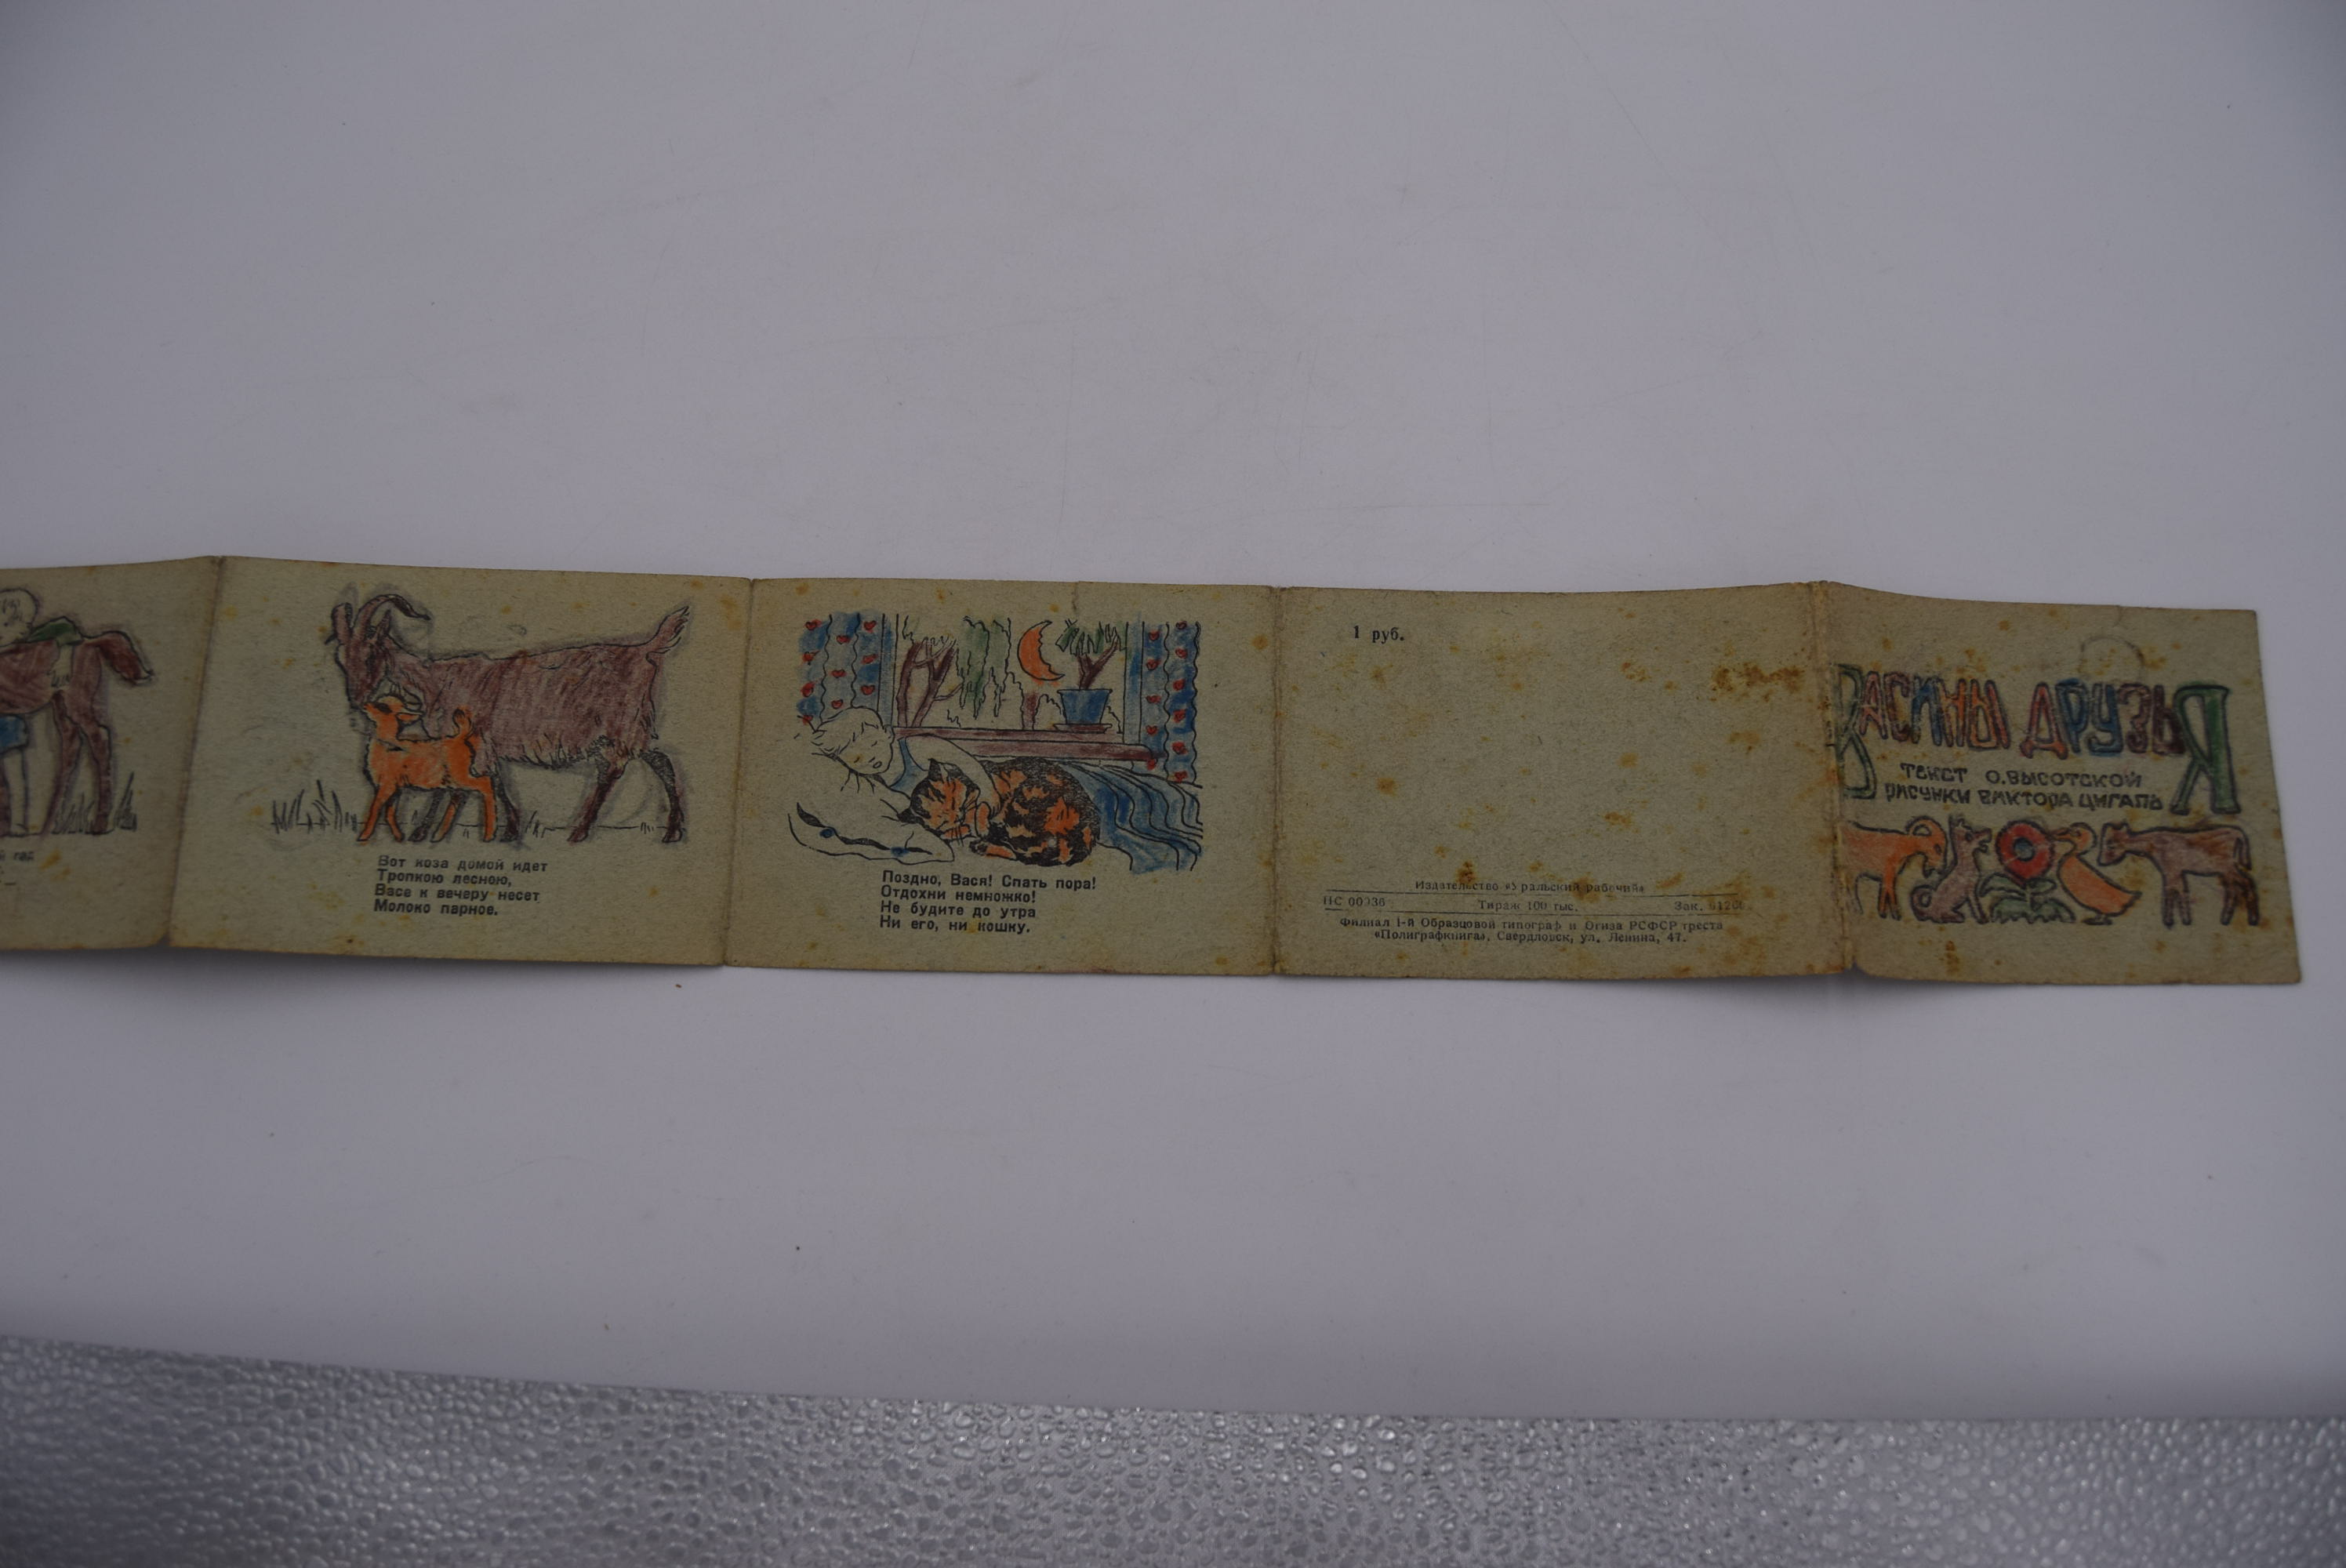 Вот коза домой идет
Тропкою лесною,
Васе к вечеру несет
Молоко парное.
Поздно, Вася! Спать пора!
Отдохни немножко!
Не будите до утра
Ни его, ни кошку.
1 руб.
Издательство «Уральский рабочий»
Тираж 100 тыс. Зак.
Филиал 1-й Образцовой типограф и Огиза РСФСР треста
«Полиграфкнига», Свердловск, ул. Ленина, 47.
ВАСИНЫ ДРУЗЬЯ
ТЕКСТ О.ВЫСОТСКОЙ
РИСУНКИ ВИКТОРА ЦИГАЛЬ